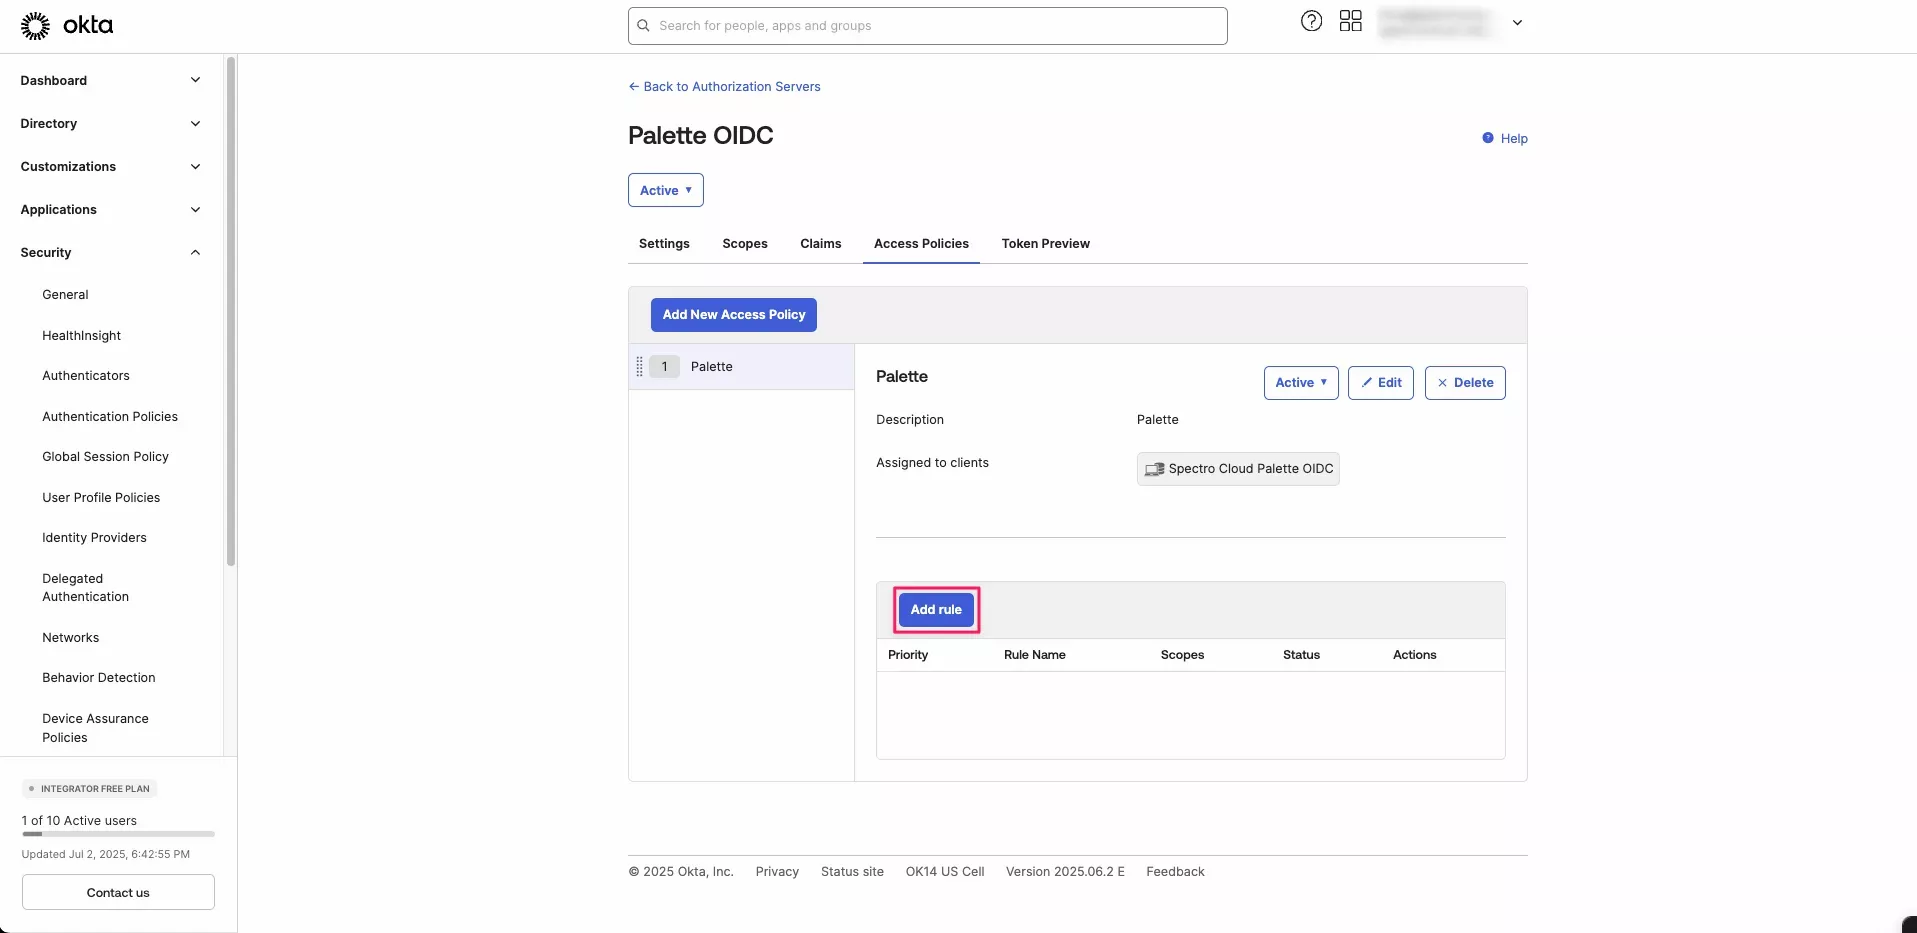 okta
Search for people, apps and groups
Dashboard
Directory
Customizations
Applications
Security
General
HealthInsight
Authenticators
Authentication Policies
Global Session Policy
User Profile Policies
Identity Providers
Delegated
Authentication
Networks
Behavior Detection
Device Assurance
Policies
INTEGRATOR FREE PLAN
1 of 10 Active users
Updated Jul 2, 2025, 6:42:55 PM
Contact us
← Back to Authorization Servers
Palette OIDC
? Help
Active ▼
Settings Scopes Claims Access Policies Token Preview
Add New Access Policy
1 Palette
Palette
Active ▼ Edit × Delete
Description Palette
Assigned to clients Spectro Cloud Palette OIDC
Add rule
Priority Rule Name Scopes Status Actions
© 2025 Okta, Inc. Privacy Status site OK14 US Cell Version 2025.06.2 E Feedback